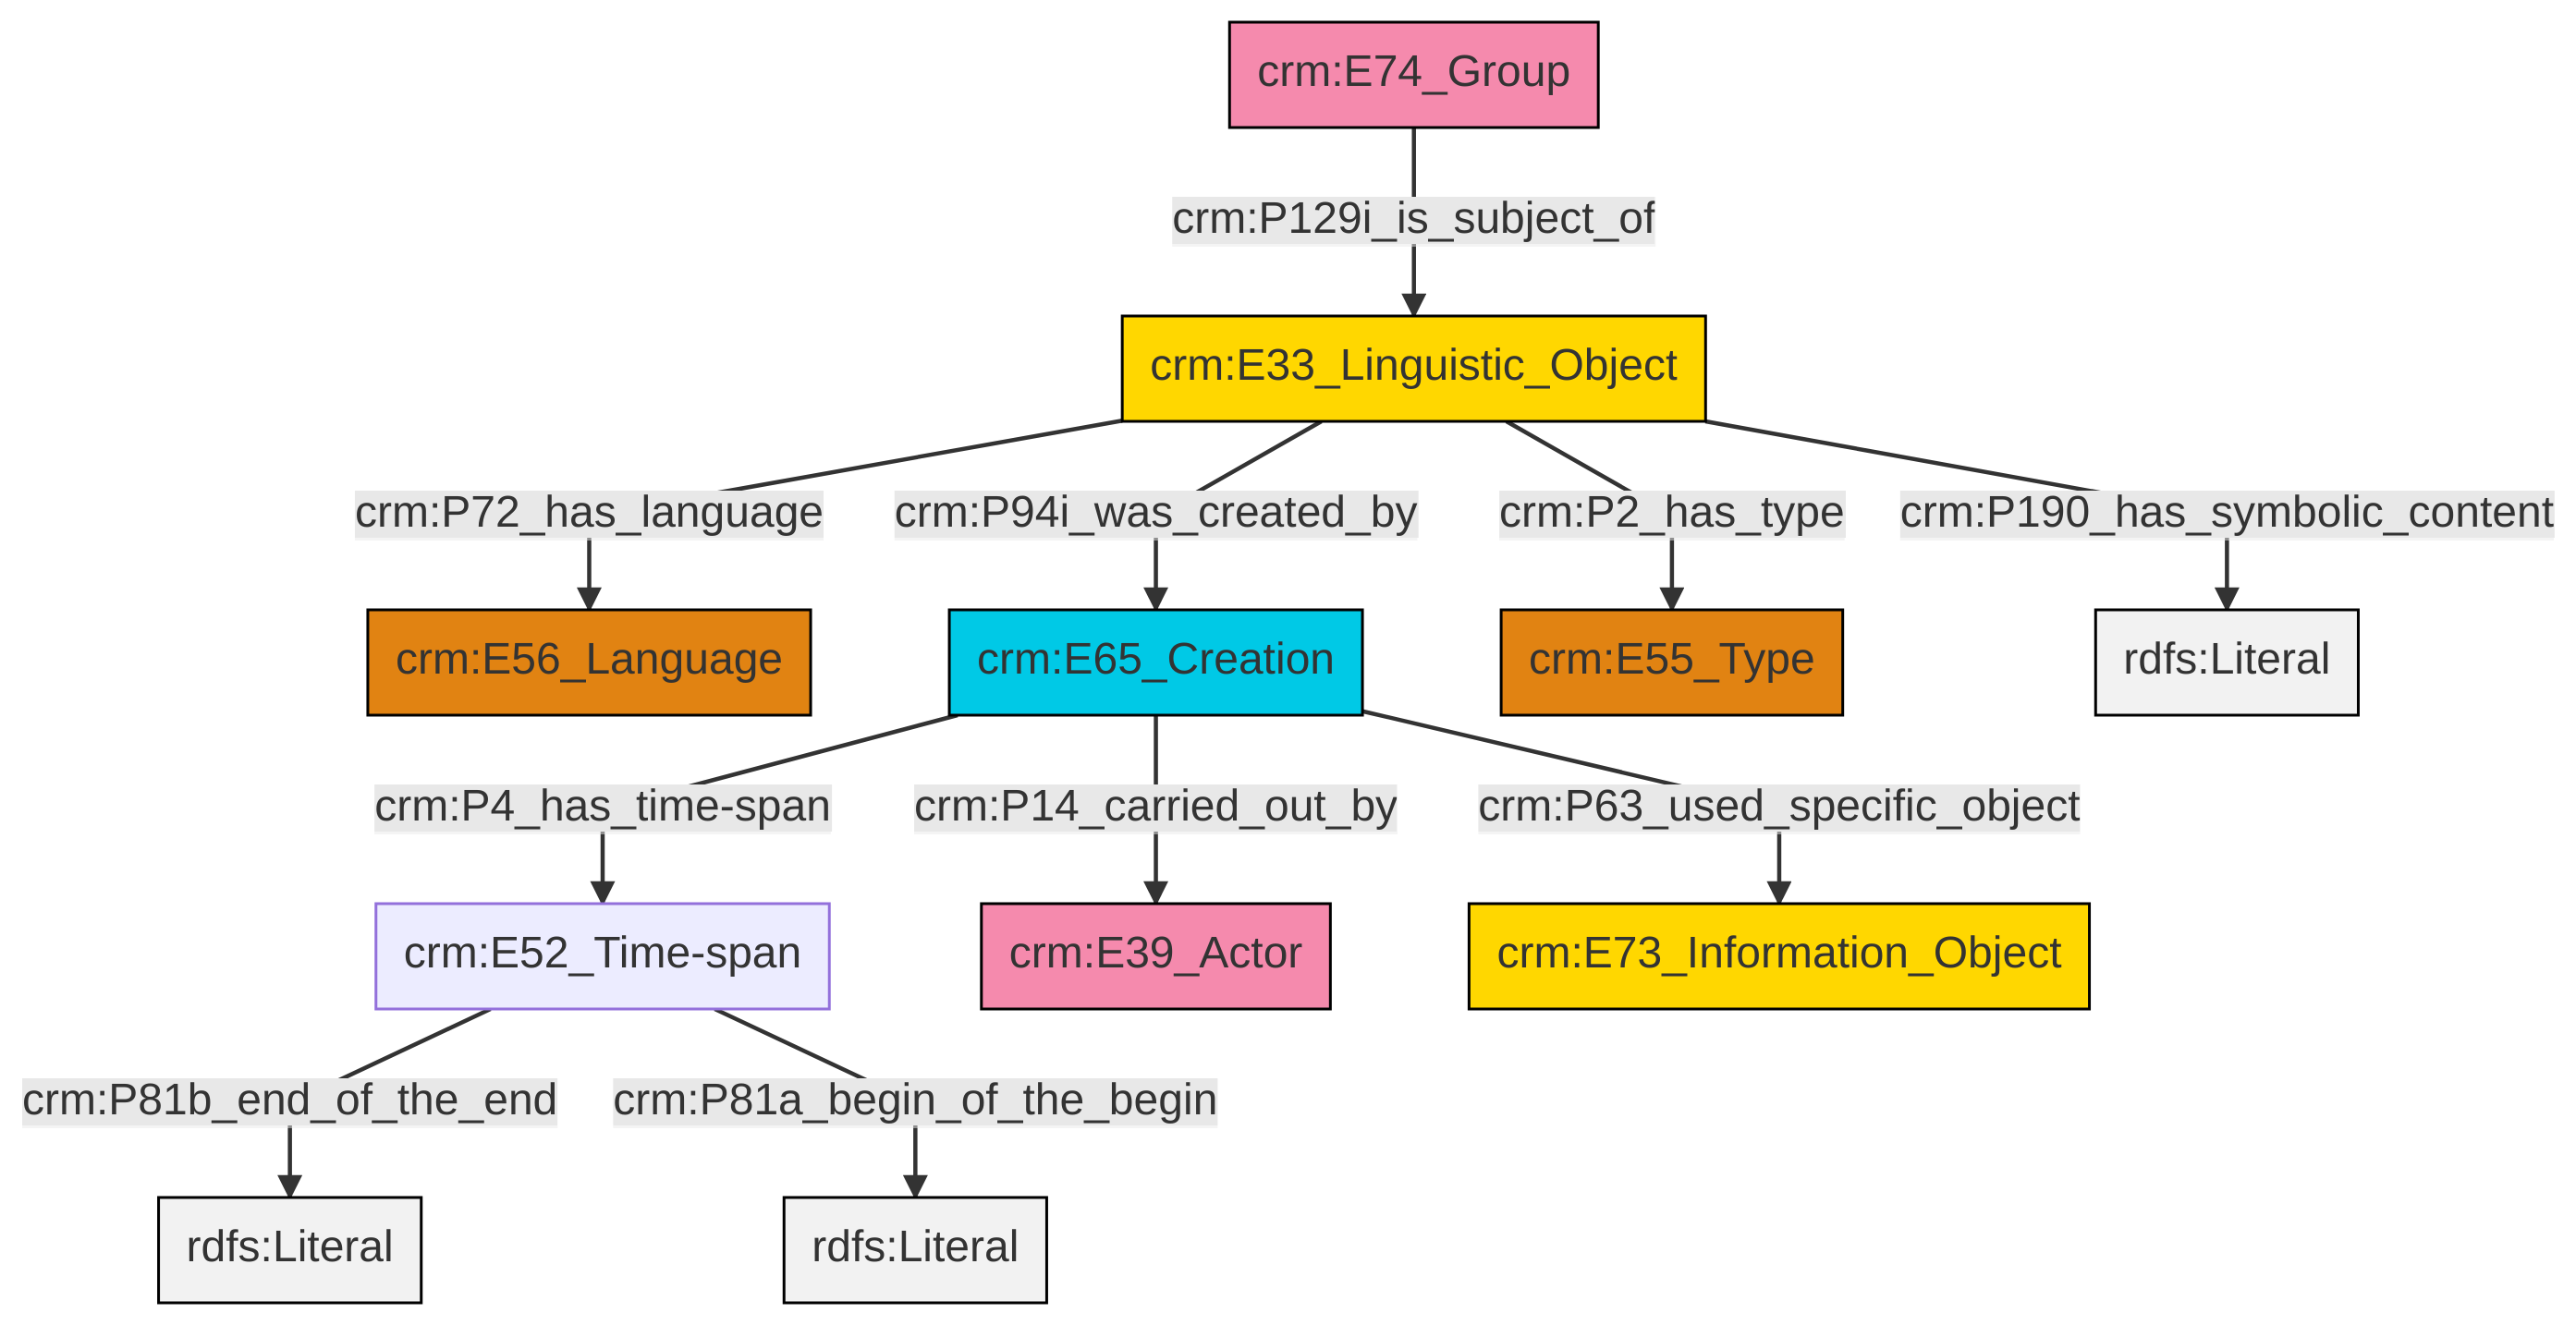 crm:E74_Group
crm:P129i_is_subject_of
crm:E33_Linguistic_Object
crm:P72_has_language
crm:P94i_was_created_by
crm:P2_has_type
crm:P190_has_symbolic_content
crm:E56_Language
crm:E65_Creation
crm:E55_Type
rdfs:Literal
crm:P4_has_time-span
crm:P14_carried_out_by
crm:P63_used_specific_object
crm:E52_Time-span
crm:E39_Actor
crm:E73_Information_Object
crm:P81b_end_of_the_end
crm:P81a_begin_of_the_begin
rdfs:Literal
rdfs:Literal